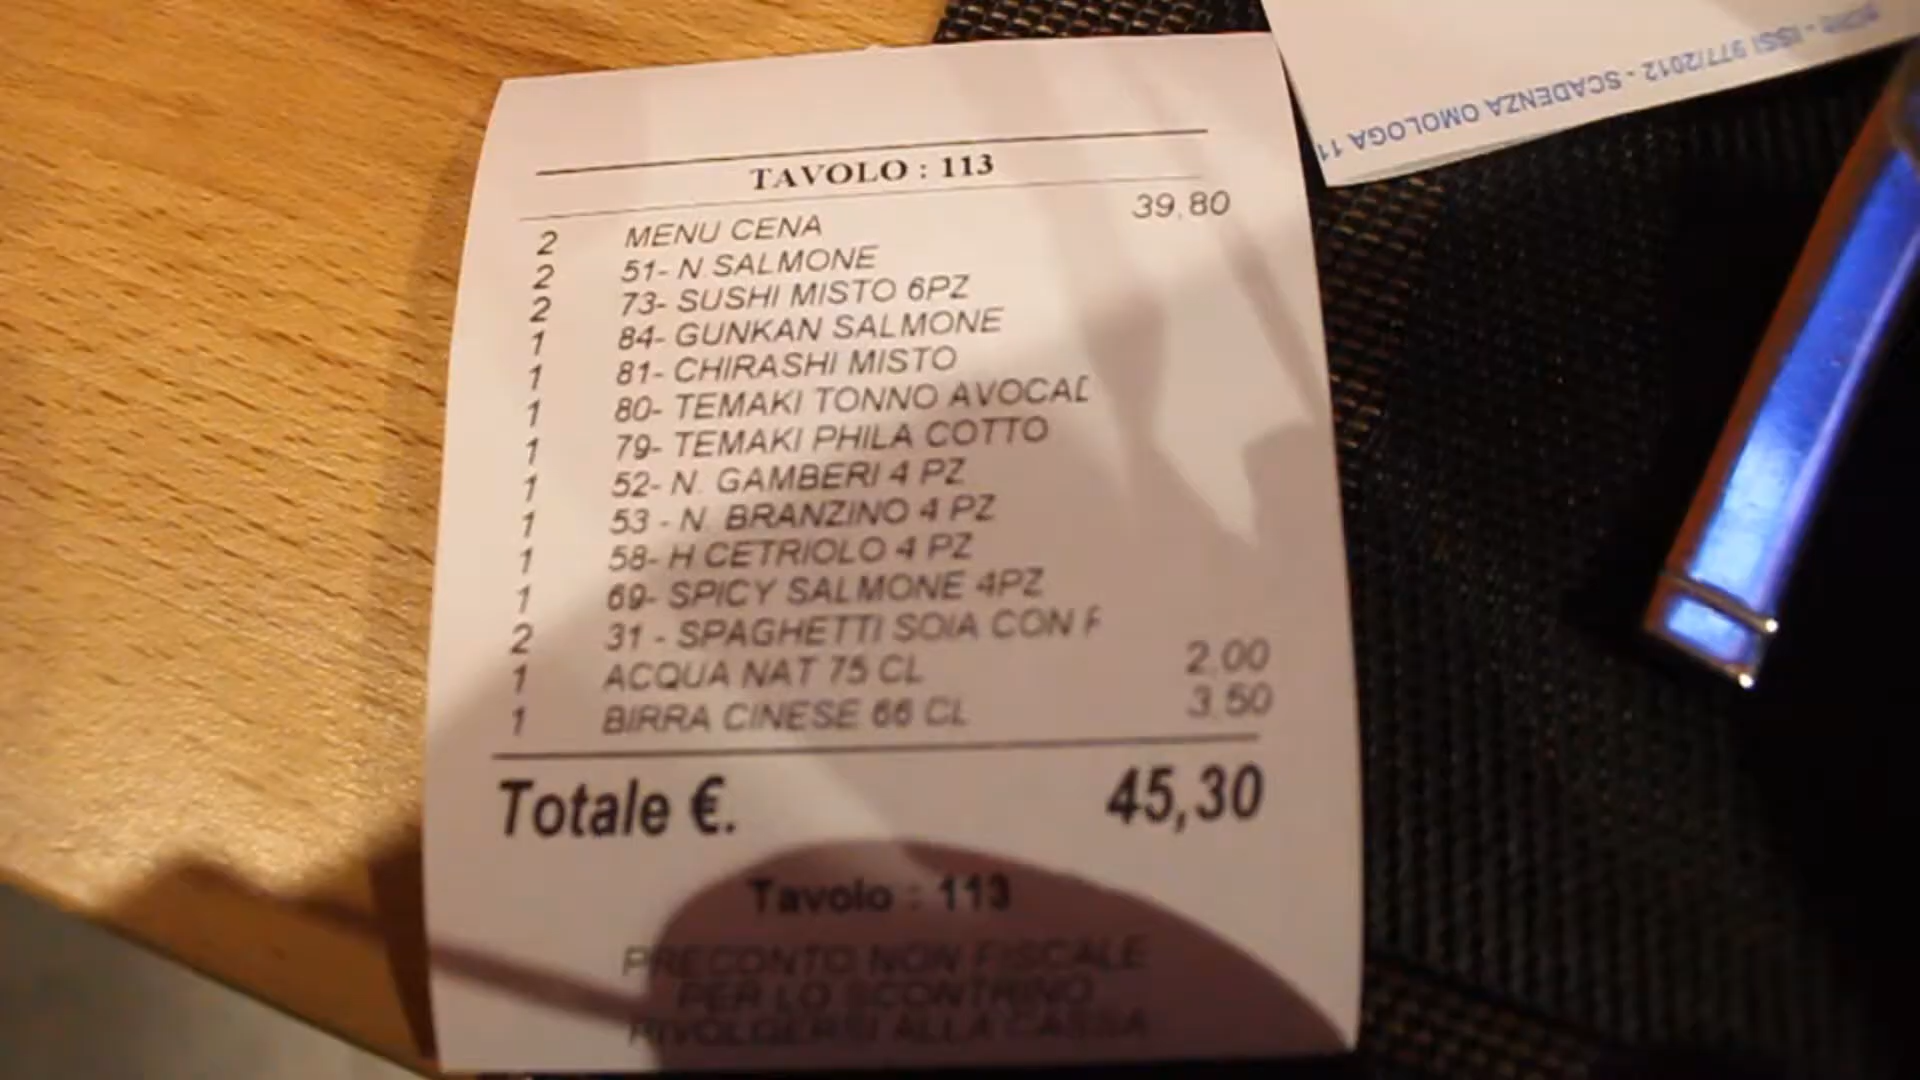 TAVOLO : 113
2 MENU CENA 39,80
2 51- N SALMONE
2 73- SUSHI MISTO 6PZ
1 84- GUNKAN SALMONE
1 81- CHIRASHI MISTO
1 80- TEMAKI TONNO AVOCAD
1 79- TEMAKI PHILA COTTO
1 52- N. GAMBERI 4 PZ
1 53 - N. BRANZINO 4 PZ
1 58- H CETRIOLO 4 PZ
1 69- SPICY SALMONE 4PZ
2 31 - SPAGHETTI SOIA CON
1 ACQUA NAT 75 CL 2,00
1 BIRRA CINESE 66 CL 3,50
Totale €. 45,30
Tavolo : 113
PRECONTO NON FISCALE
PER LO SCONTRINO
RIVOLGERSI ALLA CASSA
ISSI 977/2012 - SCADENZA OMOLOGA 11